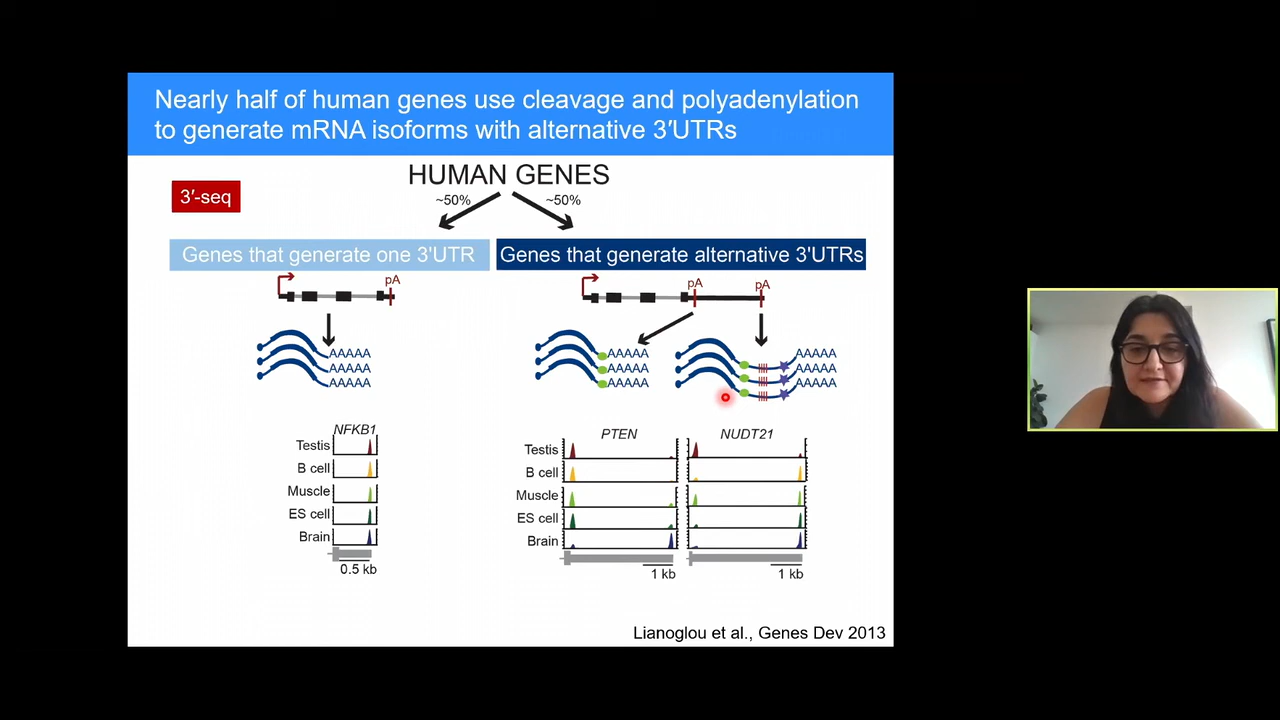 Nearly half of human genes use cleavage and polyadenylation
to generate mRNA isoforms with alternative 3′UTRs
HUMAN GENES
3′-seq
~50%
~50%
Genes that generate one 3'UTR
Genes that generate alternative 3'UTRs
pA
pA
pA
AAAAA
AAAAA
AAAAA
AAAAA
AAAAA
AAAAA
AAAAA
AAAAA
AAAAA
NFKB1
Testis
B cell
Muscle
ES cell
Brain
0.5 kb
PTEN
NUDT21
Testis
B cell
Muscle
ES cell
Brain
1 kb
1 kb
Lianoglou et al., Genes Dev 2013